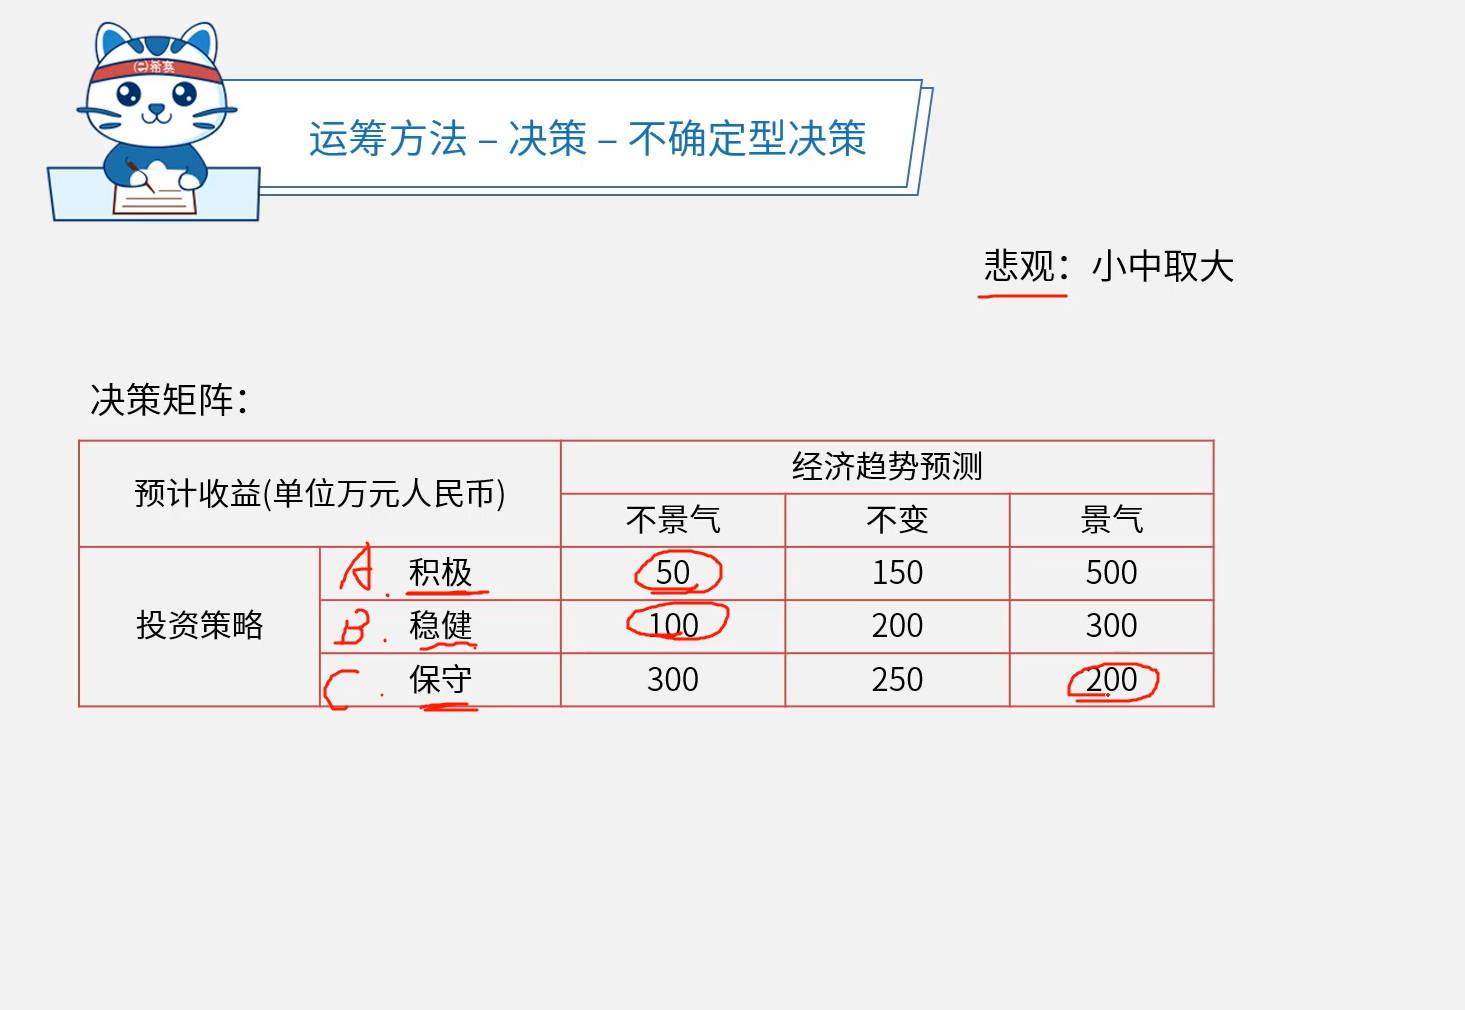 希赛
运筹方法 – 决策 – 不确定型决策
悲观：小中取大
决策矩阵：
预计收益(单位万元人民币) 经济趋势预测
不景气 不变 景气
投资策略
A. 积极 50 150 500
B. 稳健 100 200 300
C. 保守 300 250 200